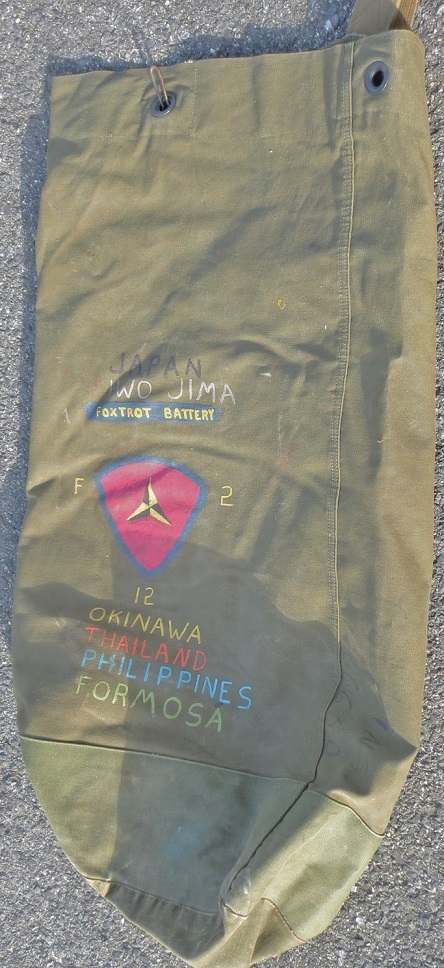 JAPAN
IWO JIMA
FOXTROT BATTERY
F 2
12
OKINAWA
THAILAND
PHILIPPINES
FORMOSA